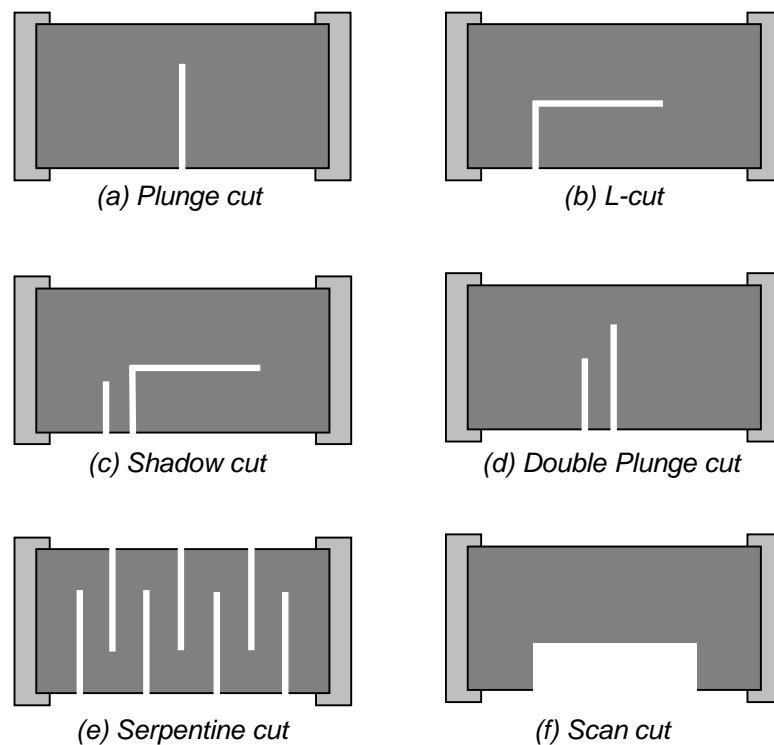 (a) Plunge cut
(b) L-cut
(c) Shadow cut
(d) Double Plunge cut
(e) Serpentine cut
(f) Scan cut